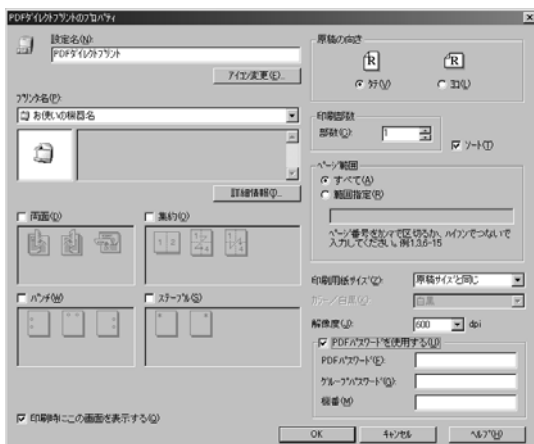 PDFダイレクトプリントのプロパティ
設定名(N):
PDFダイレクトプリント
アイコン変更(E)...
プリンタ名(P):
お使いの機器名
詳細情報(O)...
両面(D)
集約(O)
1 2
パンチ(W)
ステープル(S)
印刷時にこの画面を表示する(Q)
原稿の向き
R
R
タテ(V)
ヨコ(L)
印刷部数
部数(C):
1
ソート(T)
ページ範囲
すべて(A)
範囲指定(R)
ページ番号をカンマで区切るか、ハイフンでつないで
入力してください。例1,3,6-15
印刷用紙サイズ(Z):
原稿サイズと同じ
カラー/白黒(K):
白黒
解像度(J):
600
dpi
PDFパスワードを使用する(U)
PDFパスワード(F):
グループパスワード(G):
機番(M)
OK
キャンセル
ヘルプ(H)